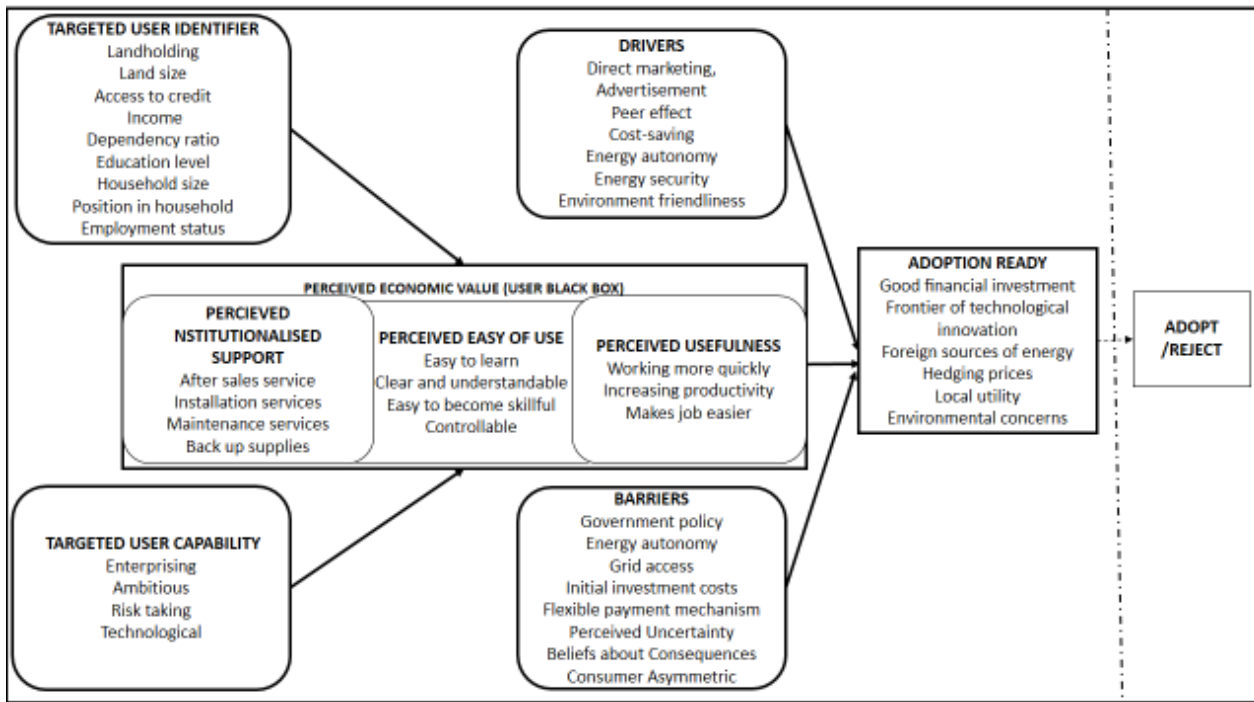 TARGETED USER IDENTIFIER
Landholding
Land size
Access to credit
Income
Dependency ratio
Education level
Household size
Position in household
Employment status
DRIVERS
Direct marketing,
Advertisement
Peer effect
Cost-saving
Energy autonomy
Energy security
Environment friendliness
PERCEIVED ECONOMIC VALUE (USER BLACK BOX)
PERCIEVED
NSTITUTIONALISED
SUPPORT
After sales service
Installation services
Maintenance services
Back up supplies
PERCEIVED EASY OF USE
Easy to learn
Clear and understandable
Easy to become skillful
Controllable
PERCEIVED USEFULNESS
Working more quickly
Increasing productivity
Makes job easier
ADOPTION READY
Good financial investment
Frontier of technological
innovation
Foreign sources of energy
Hedging prices
Local utility
Environmental concerns
ADOPT
/REJECT
TARGETED USER CAPABILITY
Enterprising
Ambitious
Risk taking
Technological
BARRIERS
Government policy
Energy autonomy
Grid access
Initial investment costs
Flexible payment mechanism
Perceived Uncertainty
Beliefs about Consequences
Consumer Asymmetric